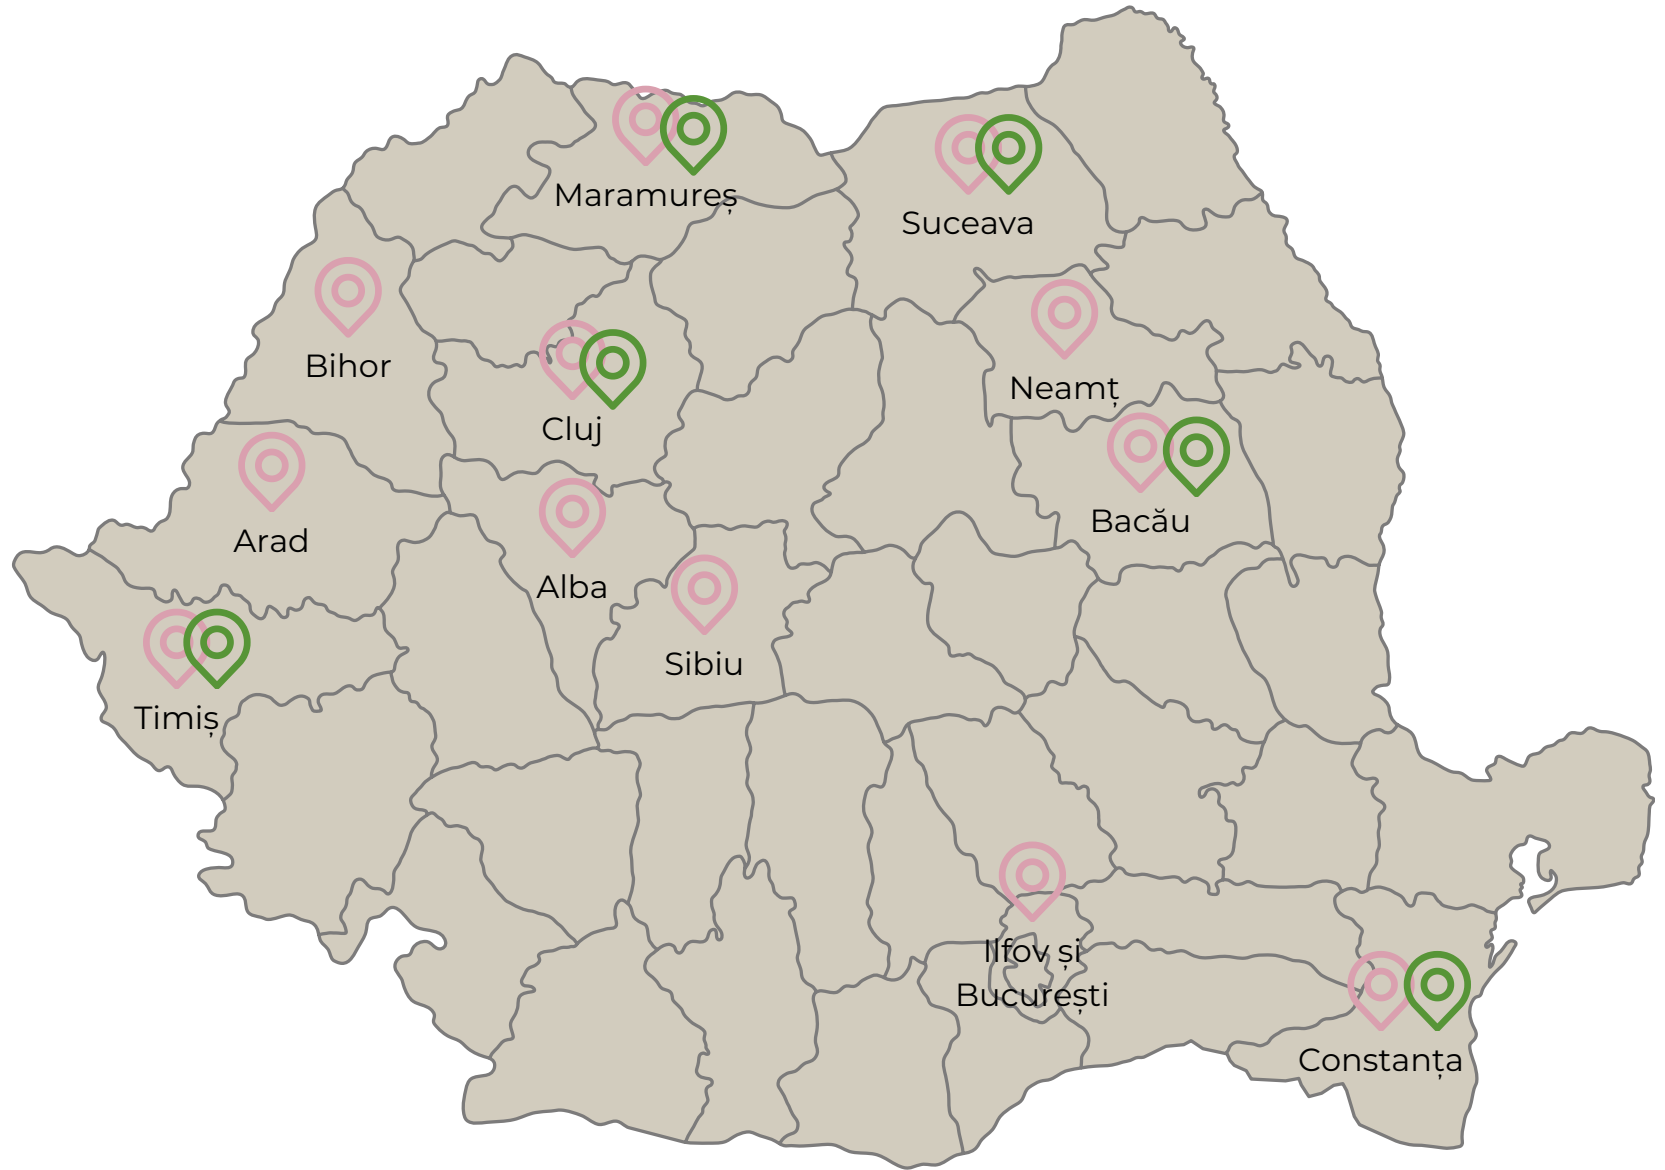 Maramureș
Suceava
Bihor
Neamț
Cluj
Bacău
Arad
Alba
Sibiu
Timiș
Ilfov și
București
Constanța